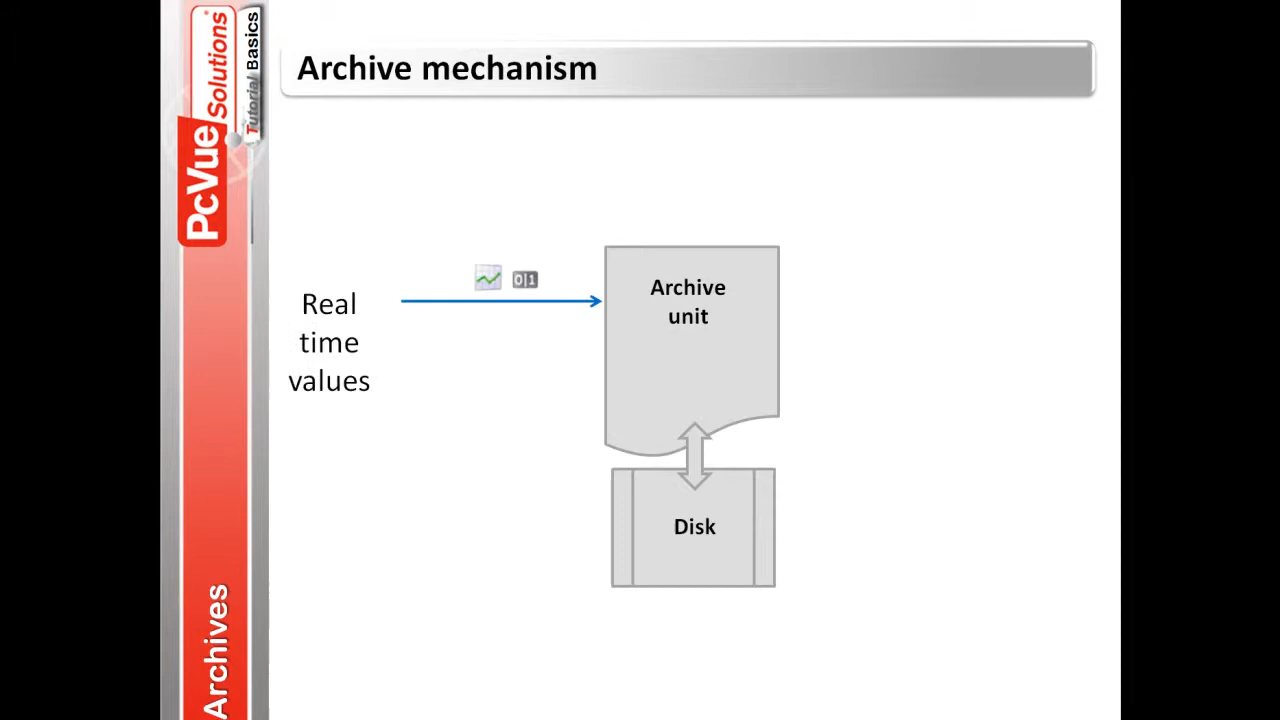 Archive mechanism
PcVue Solutions
Tutorial Basics
Archives
Real
time
values
0|1
Archive
unit
Disk